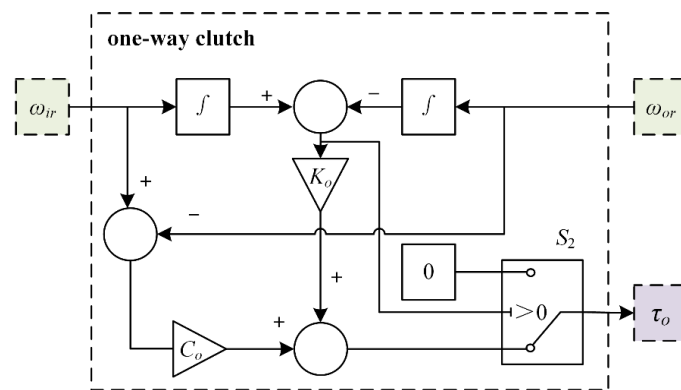 one-way clutch
ω_ir
∫
+
−
∫
ω_or
K_o
+
−
S_2
0
+
>0
τ_o
+
C_o